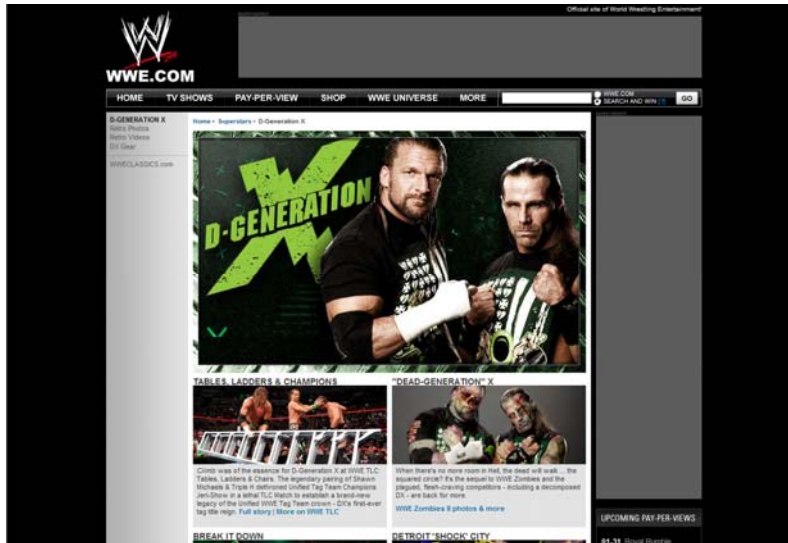 Official site of World Wrestling Entertainment®
W
WWE.COM
HOME TV SHOWS PAY-PER-VIEW SHOP WWE UNIVERSE MORE
WWE.COM
SEARCH AND WIN [?]
GO
D-GENERATION X
Retro Photos
Retro Videos
DX Gear
WWECLASSICS.com
Home › Superstars › D-Generation X
D-GENERATION
X
TABLES, LADDERS & CHAMPIONS
Climb was of the essence for D-Generation X at WWE TLC:
Tables, Ladders & Chairs. The legendary pairing of Shawn
Michaels & Triple H dethroned Unified Tag Team Champions
Jeri-Show in a lethal TLC Match to establish a brand-new
legacy of the Unified WWE Tag Team crown - DX's first-ever
tag title reign. Full story | More on WWE TLC
"DEAD-GENERATION" X
When there's no more room in Hell, the dead will walk ... the
squared circle? It's the sequel to WWE Zombies and the
plagued, flesh-craving competitors - including a decomposed
DX - are back for more.
WWE Zombies II photos & more
BREAK IT DOWN
DETROIT 'SHOCK' CITY
UPCOMING PAY-PER-VIEWS
01-31 Royal Rumble